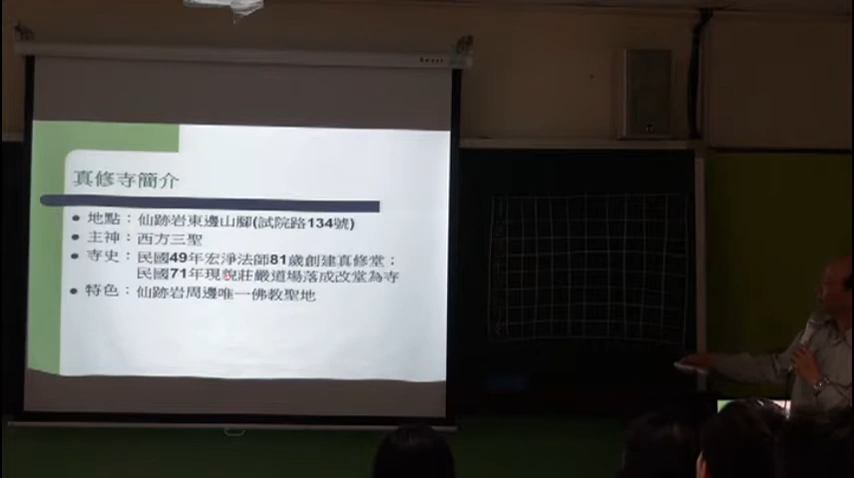 真修寺簡介
● 地點：仙跡岩東邊山腳(試院路134號)
● 主神：西方三聖
● 寺史：民國49年宏淨法師81歲創建真修堂；
民國71年現貌莊嚴道場落成改堂為寺
● 特色：仙跡岩周邊唯一佛教聖地